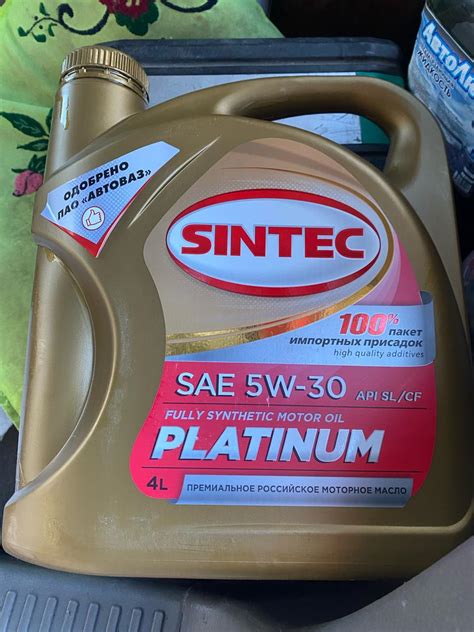 ОДОБРЕНО
ПАО «АВТОВАЗ»
SINTEC
100% пакет
импортных присадок
high quality additives
SAE 5W-30 API SL/CF
FULLY SYNTHETIC MOTOR OIL
PLATINUM
4L ПРЕМИАЛЬНОЕ РОССИЙСКОЕ МОТОРНОЕ МАСЛО